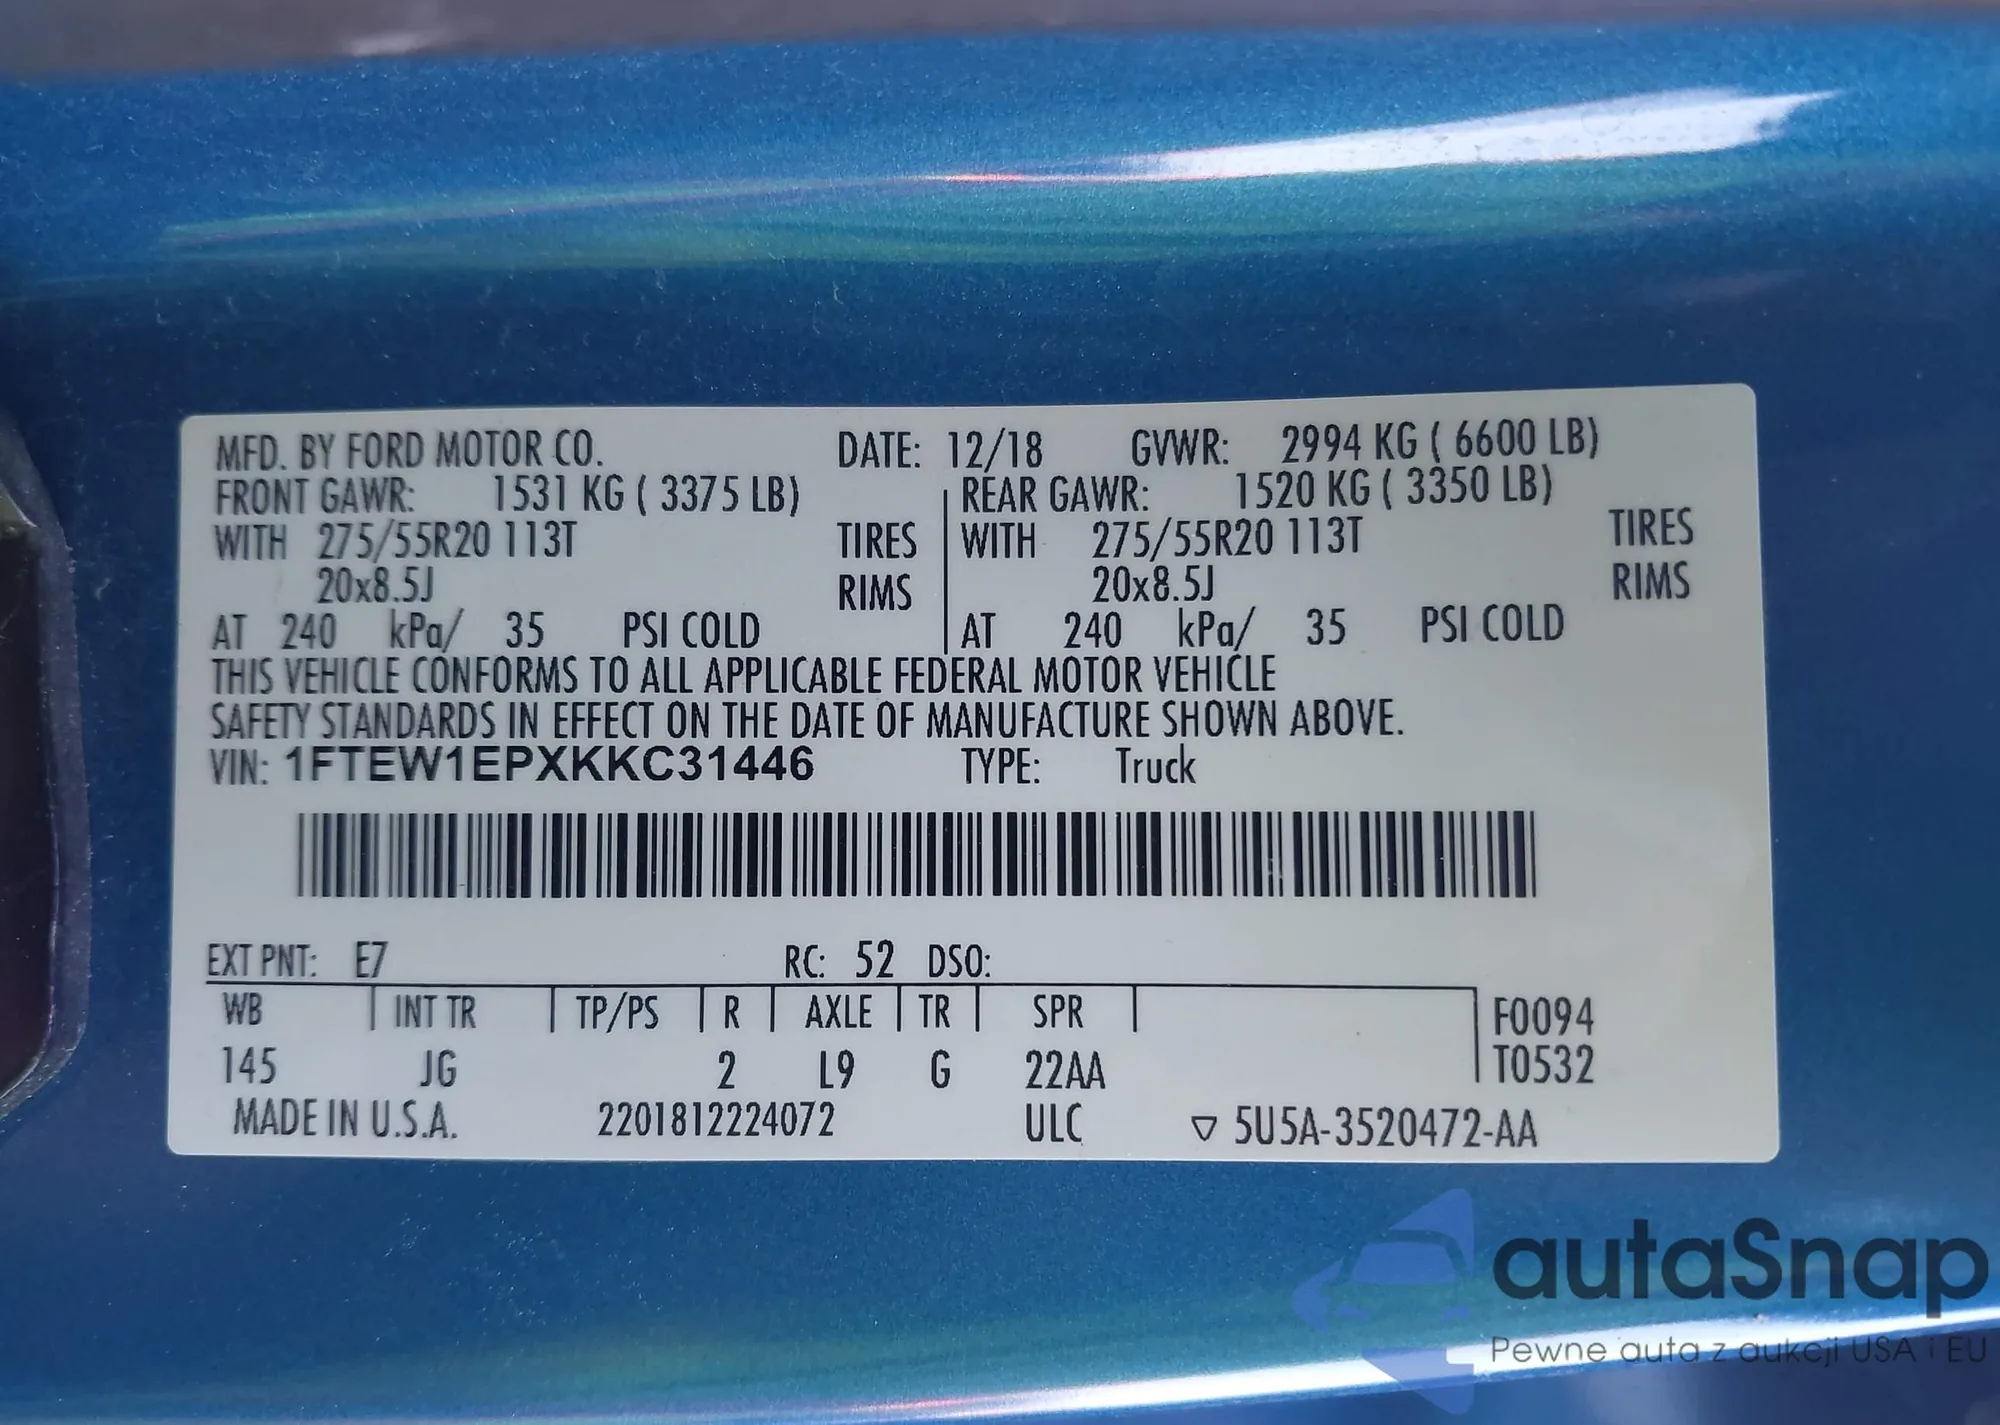 MFD. BY FORD MOTOR CO. DATE: 12/18 GVWR: 2994 KG ( 6600 LB)
FRONT GAWR: 1531 KG ( 3375 LB) REAR GAWR: 1520 KG ( 3350 LB)
WITH 275/55R20 113T TIRES WITH 275/55R20 113T TIRES
20x8.5J RIMS 20x8.5J RIMS
AT 240 kPa/ 35 PSI COLD AT 240 kPa/ 35 PSI COLD
THIS VEHICLE CONFORMS TO ALL APPLICABLE FEDERAL MOTOR VEHICLE
SAFETY STANDARDS IN EFFECT ON THE DATE OF MANUFACTURE SHOWN ABOVE.
VIN: 1FTEW1EPXKKC31446 TYPE: Truck
EXT PNT: E7 RC: 52 DSO:
WB INT TR TP/PS R AXLE TR SPR F0094
145 JG 2 L9 G 22AA T0532
MADE IN U.S.A. 2201812224072 ULC ▽ 5U5A-3520472-AA
autaSnap
Pewne auta z aukcji USA i EU